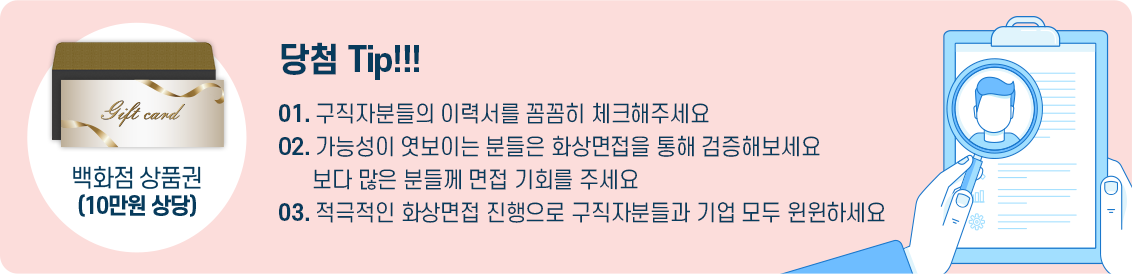 Gift card
백화점 상품권
(10만원 상당)
당첨 Tip!!!
01. 구직자분들의 이력서를 꼼꼼히 체크해주세요
02. 가능성이 엿보이는 분들은 화상면접을 통해 검증해보세요
보다 많은 분들께 면접 기회를 주세요
03. 적극적인 화상면접 진행으로 구직자분들과 기업 모두 윈윈하세요